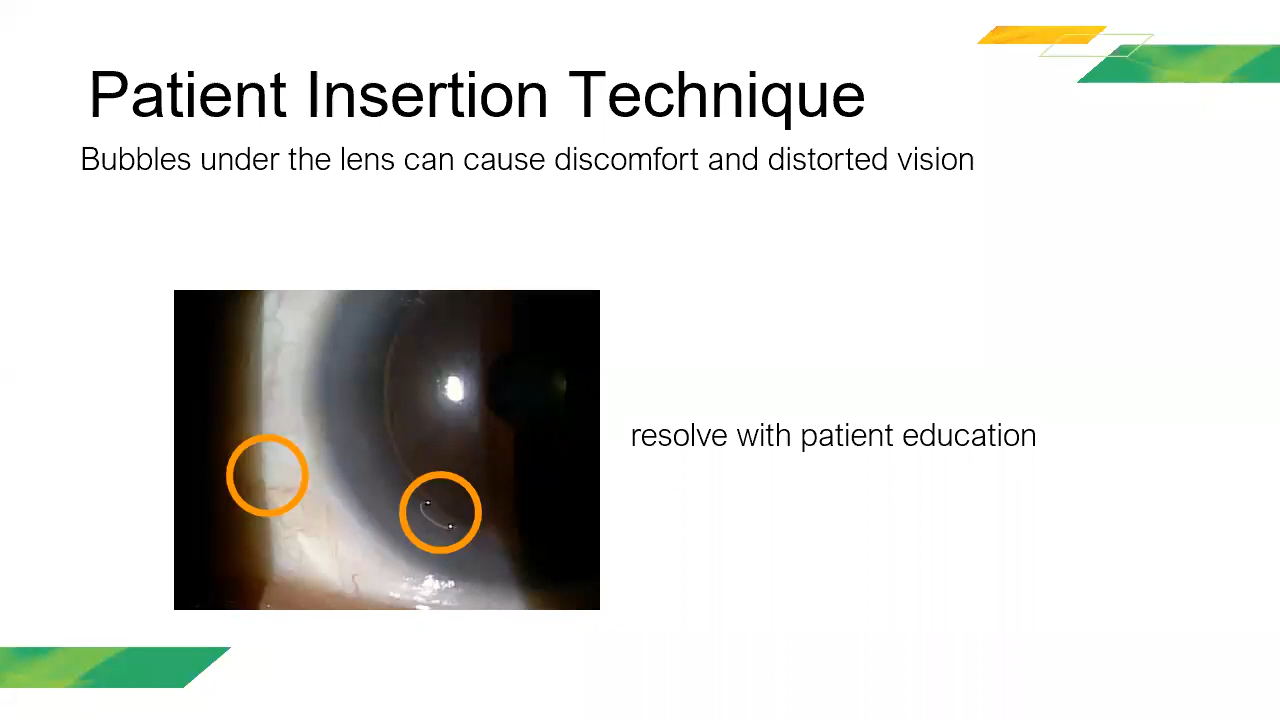 Patient Insertion Technique
Bubbles under the lens can cause discomfort and distorted vision
resolve with patient education